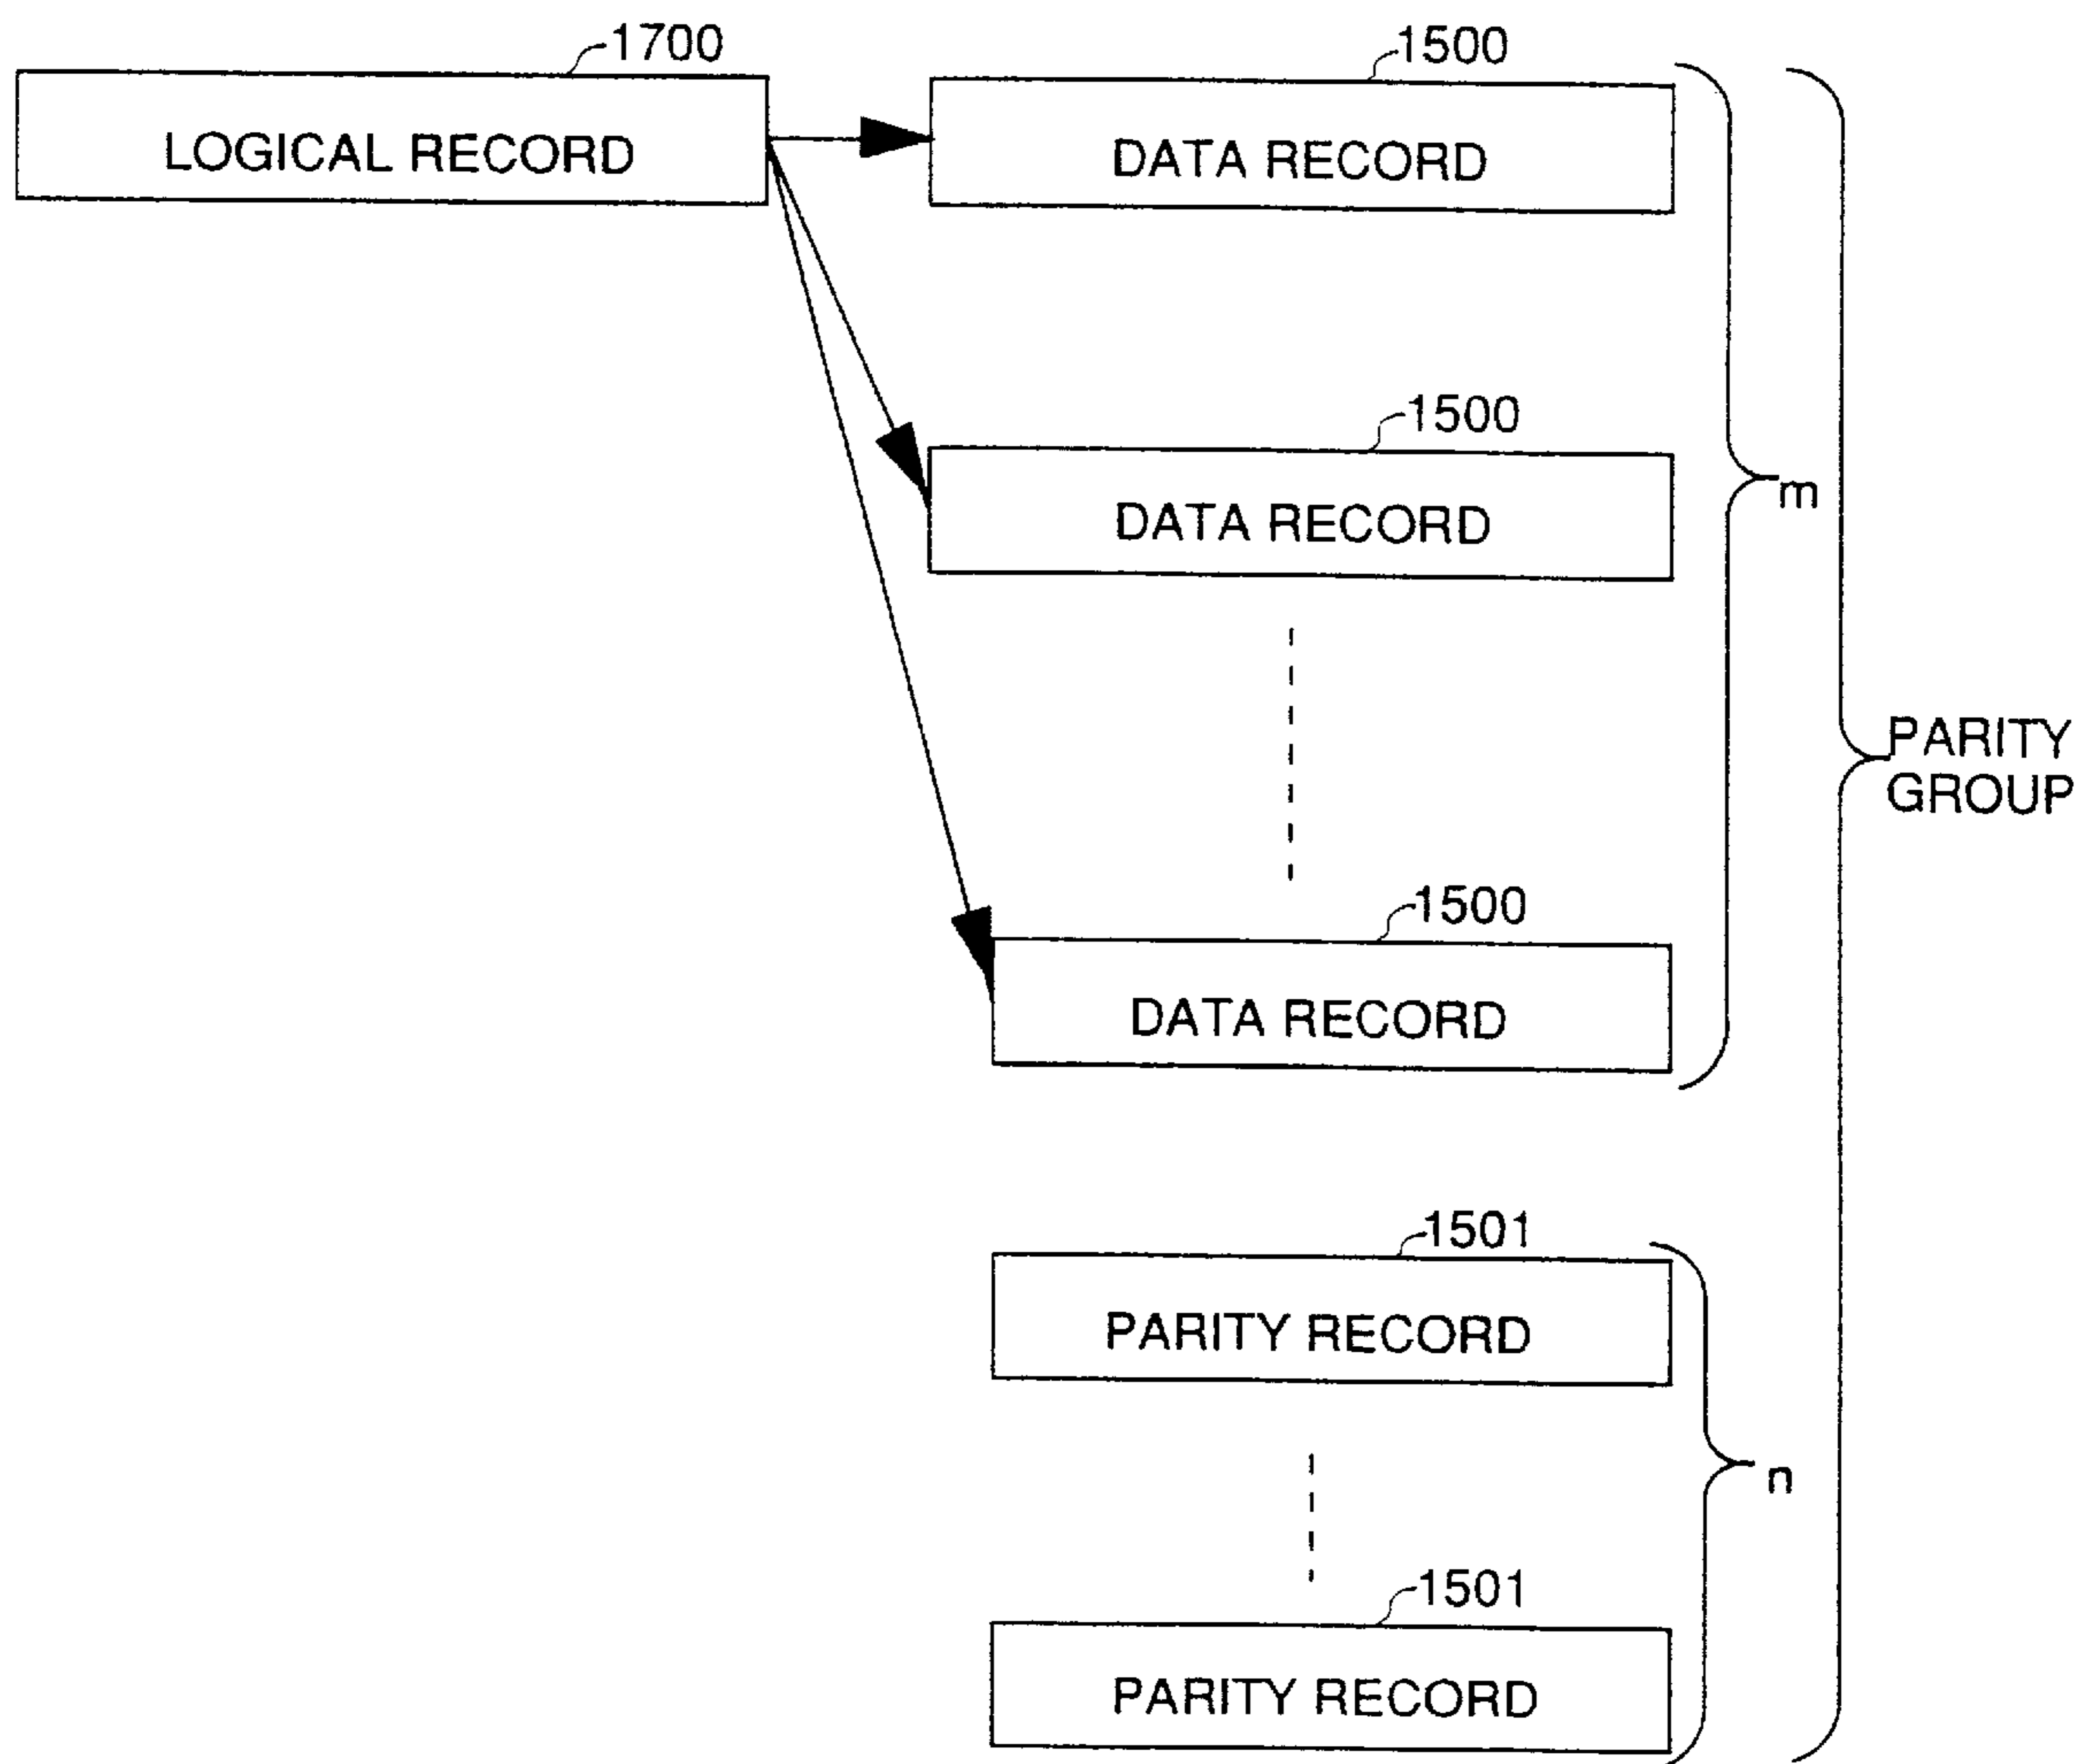 1700
LOGICAL RECORD
1500
DATA RECORD
1500
DATA RECORD
m
PARITY
GROUP
1500
DATA RECORD
1501
PARITY RECORD
n
1501
PARITY RECORD